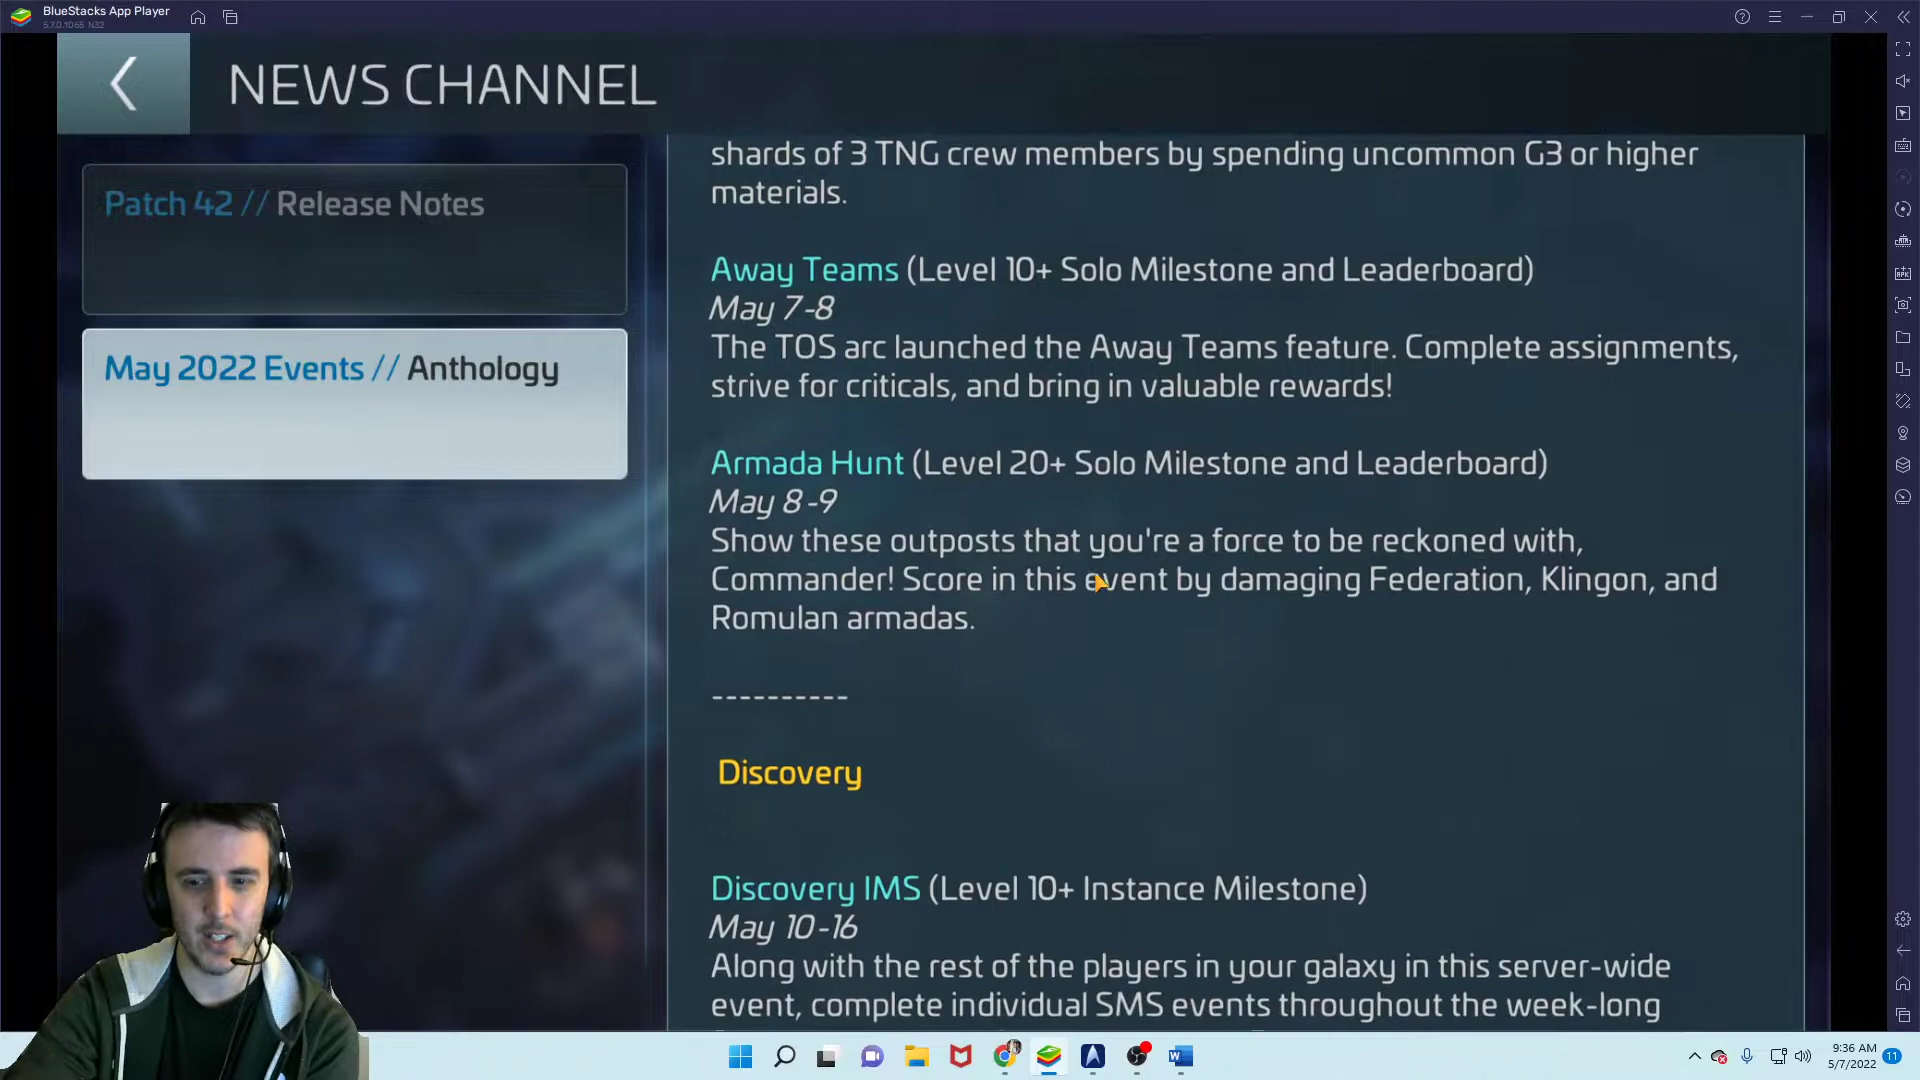 BlueStacks App Player
5.7.0.1065 N32
NEWS CHANNEL
Patch 42 // Release Notes
May 2022 Events // Anthology
shards of 3 TNG crew members by spending uncommon G3 or higher
materials.
Away Teams (Level 10+ Solo Milestone and Leaderboard)
May 7-8
The TOS arc launched the Away Teams feature. Complete assignments,
strive for criticals, and bring in valuable rewards!
Armada Hunt (Level 20+ Solo Milestone and Leaderboard)
May 8-9
Show these outposts that you're a force to be reckoned with,
Commander! Score in this event by damaging Federation, Klingon, and
Romulan armadas.
----------
Discovery
Discovery IMS (Level 10+ Instance Milestone)
May 10-16
Along with the rest of the players in your galaxy in this server-wide
event, complete individual SMS events throughout the week-long
9:36 AM
5/7/2022
11